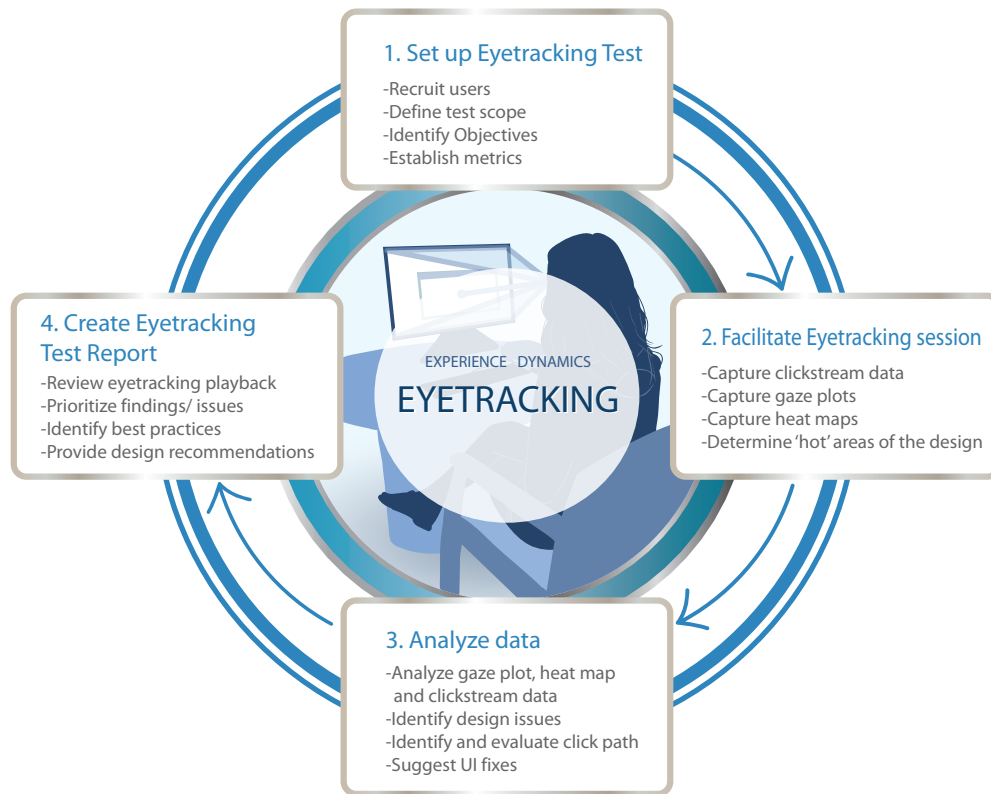 1. Set up Eyetracking Test
-Recruit users
-Define test scope
-Identify Objectives
-Establish metrics
2. Facilitate Eyetracking session
-Capture clickstream data
-Capture gaze plots
-Capture heat maps
-Determine ‘hot’ areas of the design
3. Analyze data
-Analyze gaze plot, heat map
and clickstream data
-Identify design issues
-Identify and evaluate click path
-Suggest UI fixes
4. Create Eyetracking
Test Report
-Review eyetracking playback
-Prioritize findings/ issues
-Identify best practices
-Provide design recommendations
EXPERIENCE DYNAMICS
EYETRACKING